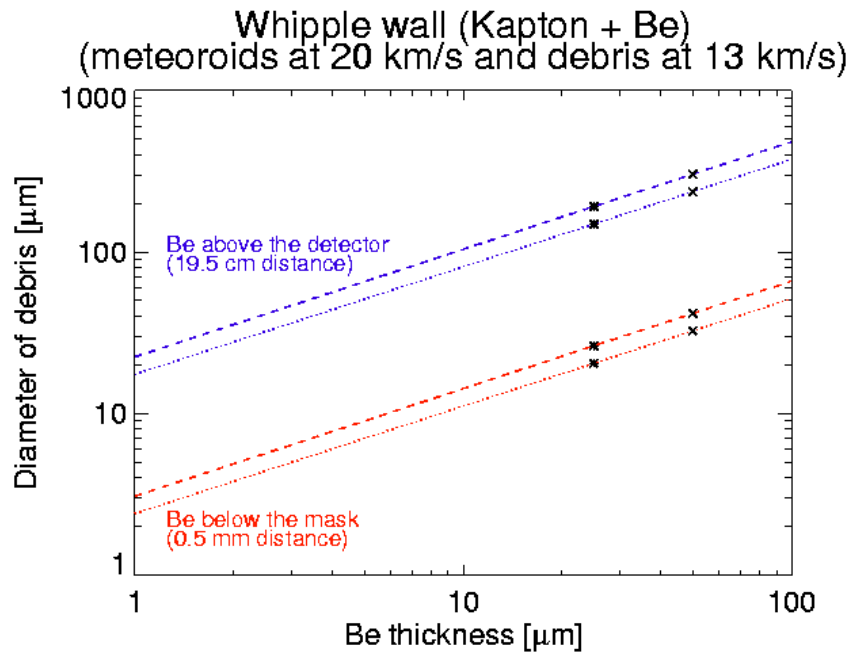 Whipple wall (Kapton + Be)
(meteoroids at 20 km/s and debris at 13 km/s)
1000
100
10
1
Diameter of debris [μm]
Be above the detector
(19.5 cm distance)
Be below the mask
(0.5 mm distance)
1
10
100
Be thickness [μm]